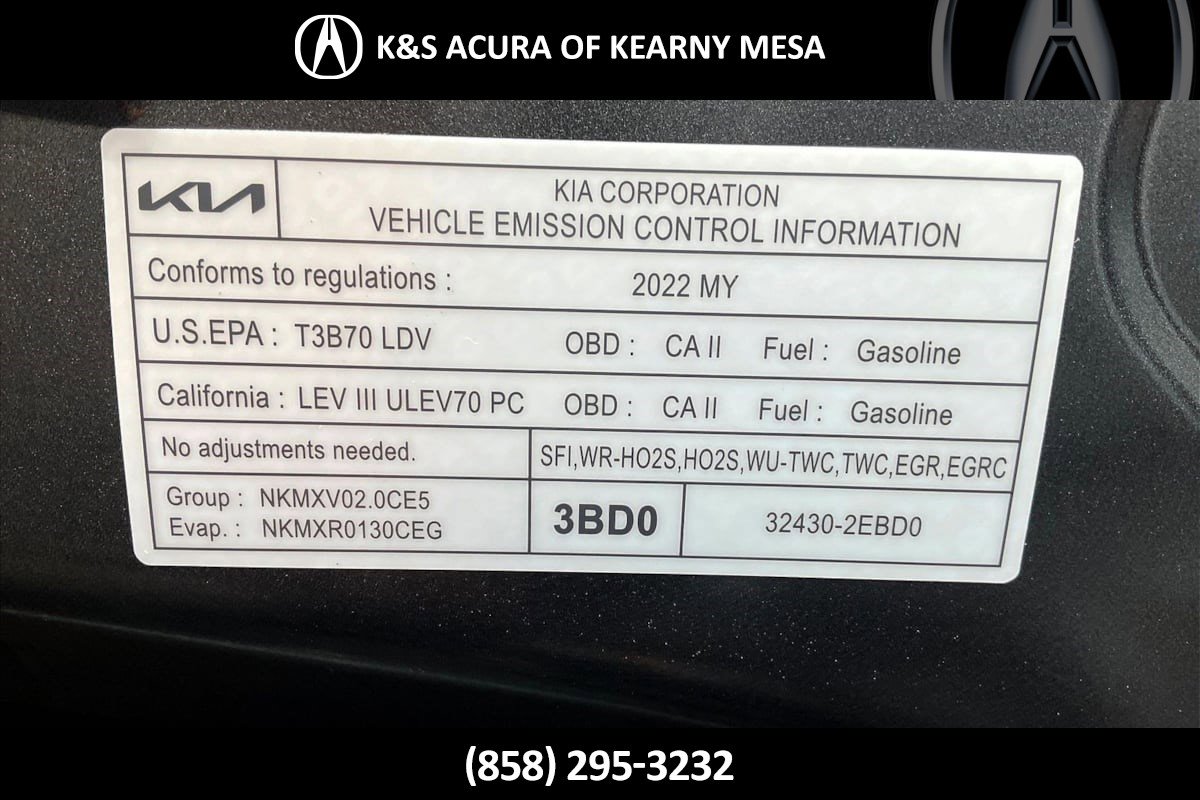 K&S ACURA OF KEARNY MESA
KIA
KIA CORPORATION
VEHICLE EMISSION CONTROL INFORMATION
Conforms to regulations : 2022 MY
U.S.EPA : T3B70 LDV OBD : CA II Fuel : Gasoline
California : LEV III ULEV70 PC OBD : CA II Fuel : Gasoline
No adjustments needed. SFI,WR-HO2S,HO2S,WU-TWC,TWC,EGR,EGRC
Group : NKMXV02.0CE5
Evap. : NKMXR0130CEG
3BD0 32430-2EBD0
(858) 295-3232